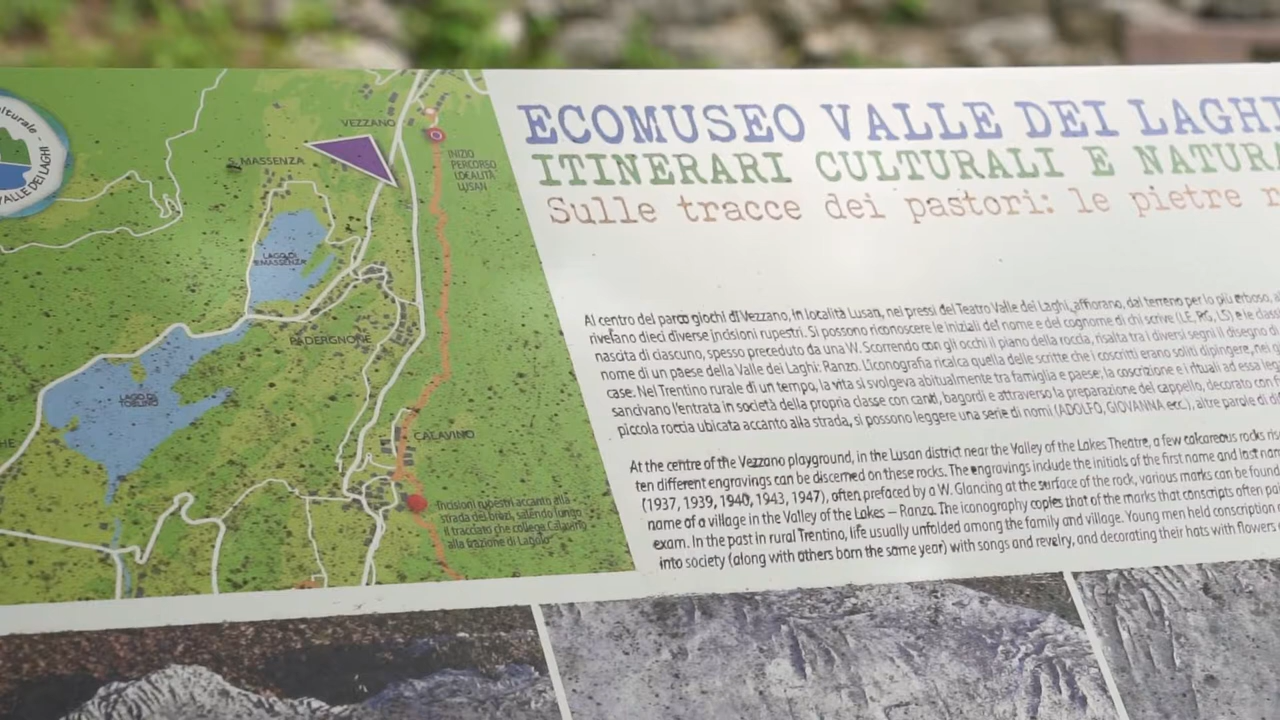 VALLE DEI LAGHI
VEZZANO
S. MASSENZA
INIZIO
PERCORSO
LOCALITÀ
LUSAN
LAGO DI
S. MASSENZA
PADERGNONE
LAGO DI
TOBLINO
CALAVINO
Incisioni rupestri accanto alla
strada dei brozi, salendo lungo
il tracciato che collega Calavino
alla frazione di Lagolo
ECOMUSEO VALLE DEI LAGHI
ITINERARI CULTURALI E NATURA
Sulle tracce dei pastori: le pietre
Al centro del parco giochi di Vezzano, in località Lusan, nei pressi del Teatro Valle dei Laghi, affiorano, dal terreno per lo più erboso,
rivelano dieci diverse incisioni rupestri. Si possono riconoscere le iniziali del nome e del cognome di chi scrive (LE, PG, LS) e le
nascita di ciascuno, spesso preceduto da una W. Scorrendo con gli occhi il piano della roccia, risalta tra i diversi segni il disegno
nome di un paese della Valle dei Laghi: Ranzo. L'iconografia ricalca quella delle scritte che i coscritti erano soliti dipingere,
case. Nel Trentino rurale di un tempo, la vita si svolgeva abitualmente tra famiglia e paese; la coscrizione e i rituali ad essa
sancivano l'entrata in società della propria classe con canti, bagordi e attraverso la preparazione del cappello, decorato con
piccola roccia ubicata accanto alla strada, si possono leggere una serie di nomi (ADOLFO, GIOVANNA ecc.), altre parole di
At the centre of the Vezzano playground, in the Lusan district near the Valley of the Lakes Theatre, a few calcareous rocks
ten different engravings can be discerned on these rocks. The engravings include the initials of the first name and last
(1937, 1939, 1940, 1943, 1947), often prefaced by a W. Glancing at the surface of the rock, various marks can be found
name of a village in the Valley of the Lakes – Ranzo. The iconography copies that of the marks that conscripts often
exam. In the past in rural Trentino, life usually unfolded among the family and village. Young men held conscription
into society (along with others born the same year) with songs and revelry, and decorating their hats with flowers